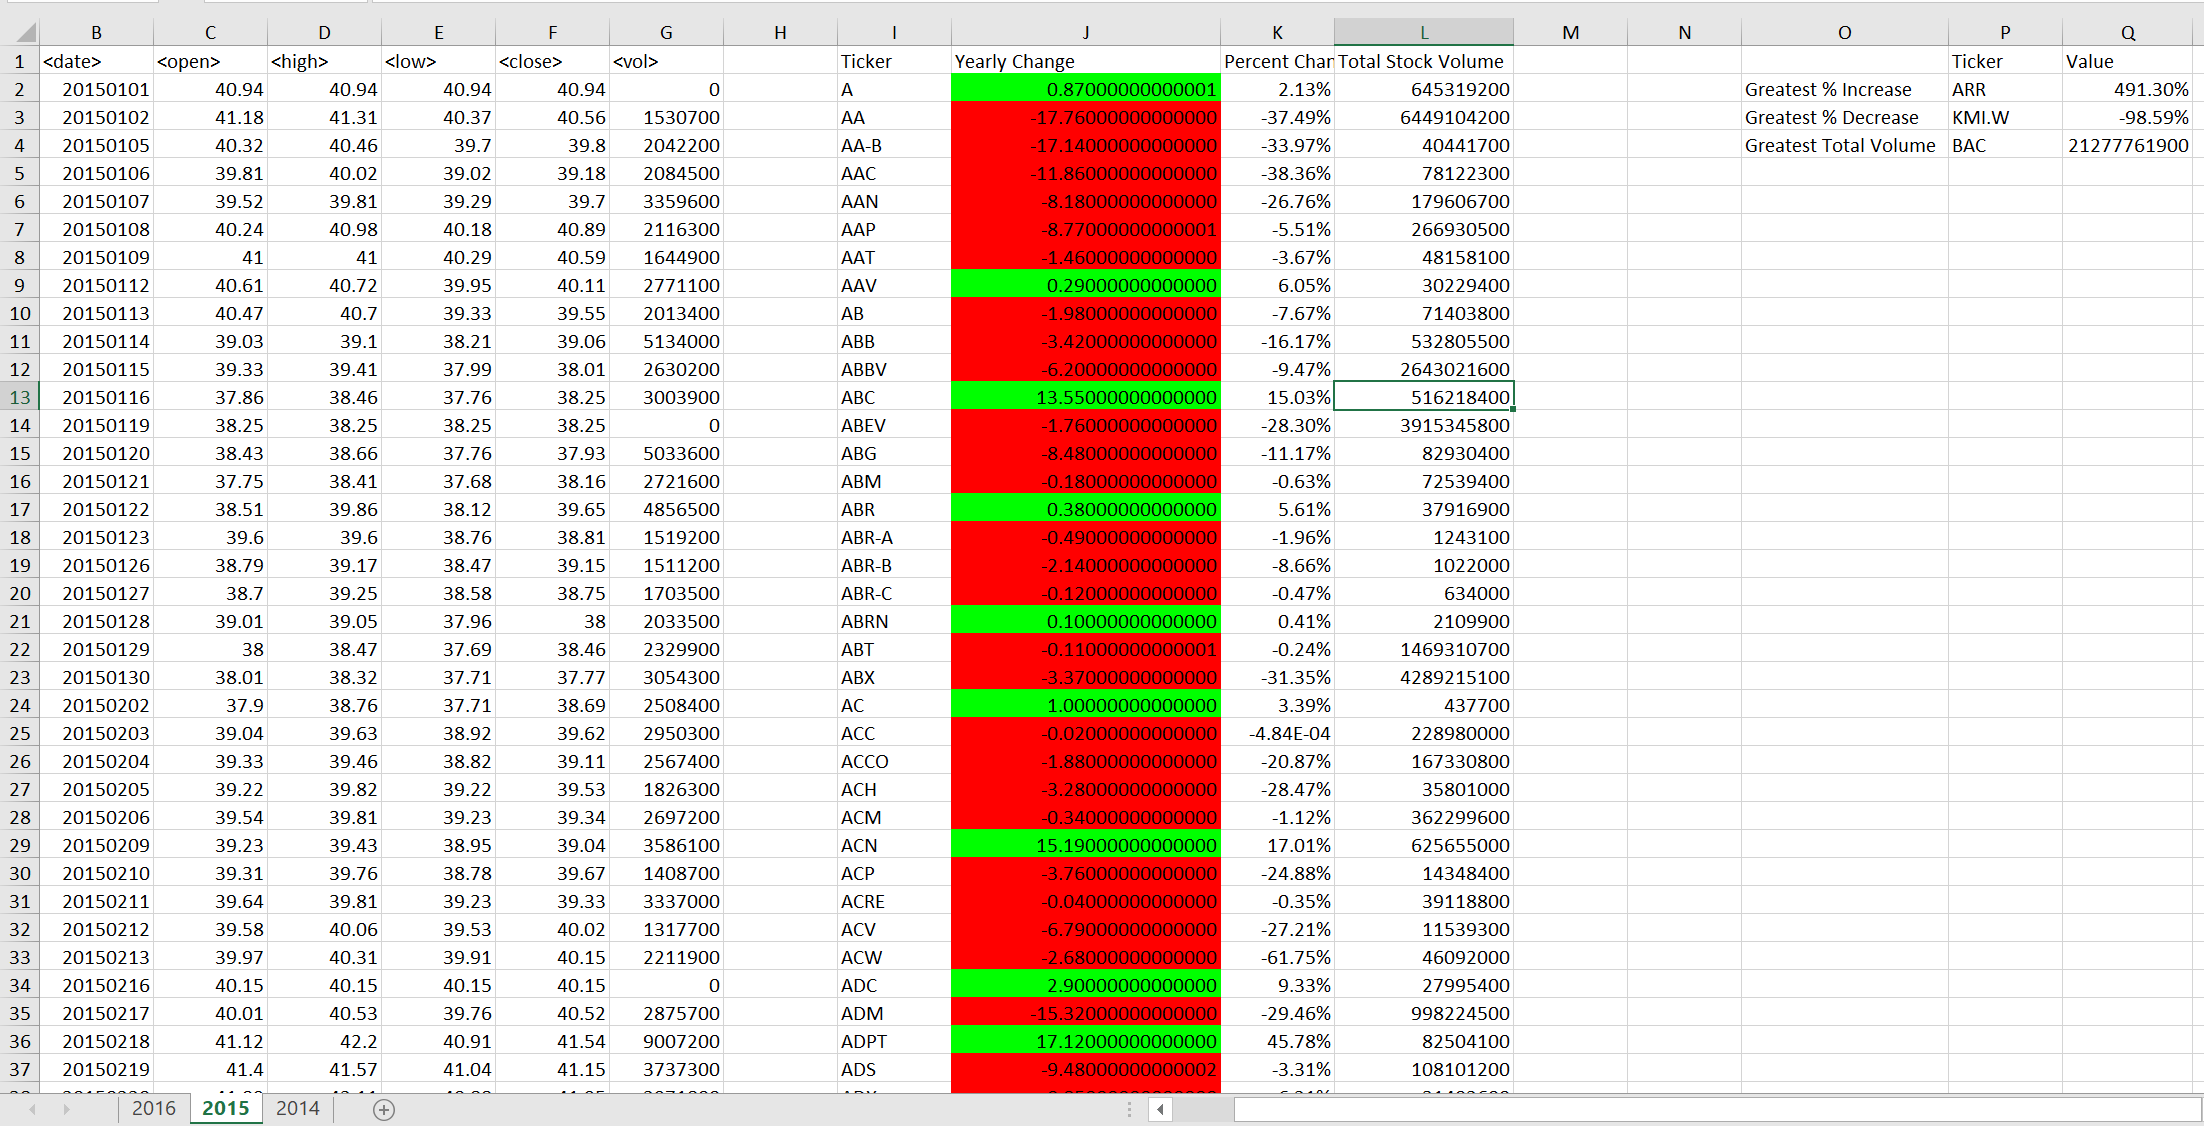 B C D E F G H I J K L M N O P Q
1 <date> <open> <high> <low> <close> <vol> Ticker Yearly Change Percent Char Total Stock Volume Ticker Value
2 20150101 40.94 40.94 40.94 40.94 0 A 0.87000000000001 2.13% 645319200 Greatest % Increase ARR 491.30%
3 20150102 41.18 41.31 40.37 40.56 1530700 AA -17.76000000000000 -37.49% 6449104200 Greatest % Decrease KMI.W -98.59%
4 20150105 40.32 40.46 39.7 39.8 2042200 AA-B -17.14000000000000 -33.97% 40441700 Greatest Total Volume BAC 21277761900
5 20150106 39.81 40.02 39.02 39.18 2084500 AAC -11.86000000000000 -38.36% 78122300
6 20150107 39.52 39.81 39.29 39.7 3359600 AAN -8.18000000000000 -26.76% 179606700
7 20150108 40.24 40.98 40.18 40.89 2116300 AAP -8.77000000000001 -5.51% 266930500
8 20150109 41 41 40.29 40.59 1644900 AAT -1.46000000000000 -3.67% 48158100
9 20150112 40.61 40.72 39.95 40.11 2771100 AAV 0.29000000000000 6.05% 30229400
10 20150113 40.47 40.7 39.33 39.55 2013400 AB -1.98000000000000 -7.67% 71403800
11 20150114 39.03 39.1 38.21 39.06 5134000 ABB -3.42000000000000 -16.17% 532805500
12 20150115 39.33 39.41 37.99 38.01 2630200 ABBV -6.20000000000000 -9.47% 2643021600
13 20150116 37.86 38.46 37.76 38.25 3003900 ABC 13.55000000000000 15.03% 516218400
14 20150119 38.25 38.25 38.25 38.25 0 ABEV -1.76000000000000 -28.30% 3915345800
15 20150120 38.43 38.66 37.76 37.93 5033600 ABG -8.48000000000000 -11.17% 82930400
16 20150121 37.75 38.41 37.68 38.16 2721600 ABM -0.18000000000000 -0.63% 72539400
17 20150122 38.51 39.86 38.12 39.65 4856500 ABR 0.38000000000000 5.61% 37916900
18 20150123 39.6 39.6 38.76 38.81 1519200 ABR-A -0.49000000000000 -1.96% 1243100
19 20150126 38.79 39.17 38.47 39.15 1511200 ABR-B -2.14000000000000 -8.66% 1022000
20 20150127 38.7 39.25 38.58 38.75 1703500 ABR-C -0.12000000000000 -0.47% 634000
21 20150128 39.01 39.05 37.96 38 2033500 ABRN 0.10000000000000 0.41% 2109900
22 20150129 38 38.47 37.69 38.46 2329900 ABT -0.11000000000001 -0.24% 1469310700
23 20150130 38.01 38.32 37.71 37.77 3054300 ABX -3.37000000000000 -31.35% 4289215100
24 20150202 37.9 38.76 37.71 38.69 2508400 AC 1.00000000000000 3.39% 437700
25 20150203 39.04 39.63 38.92 39.62 2950300 ACC -0.02000000000000 -4.84E-04 228980000
26 20150204 39.33 39.46 38.82 39.11 2567400 ACCO -1.88000000000000 -20.87% 167330800
27 20150205 39.22 39.82 39.22 39.53 1826300 ACH -3.28000000000000 -28.47% 35801000
28 20150206 39.54 39.81 39.23 39.34 2697200 ACM -0.34000000000000 -1.12% 362299600
29 20150209 39.23 39.43 38.95 39.04 3586100 ACN 15.19000000000000 17.01% 625655000
30 20150210 39.31 39.76 38.78 39.67 1408700 ACP -3.76000000000000 -24.88% 14348400
31 20150211 39.64 39.81 39.23 39.33 3337000 ACRE -0.04000000000000 -0.35% 39118800
32 20150212 39.58 40.06 39.53 40.02 1317700 ACV -6.79000000000000 -27.21% 11539300
33 20150213 39.97 40.31 39.91 40.15 2211900 ACW -2.68000000000000 -61.75% 46092000
34 20150216 40.15 40.15 40.15 40.15 0 ADC 2.90000000000000 9.33% 27995400
35 20150217 40.01 40.53 39.76 40.52 2875700 ADM -15.32000000000000 -29.46% 998224500
36 20150218 41.12 42.2 40.91 41.54 9007200 ADPT 17.12000000000000 45.78% 82504100
37 20150219 41.4 41.57 41.04 41.15 3737300 ADS -9.48000000000002 -3.31% 108101200
2016 2015 2014